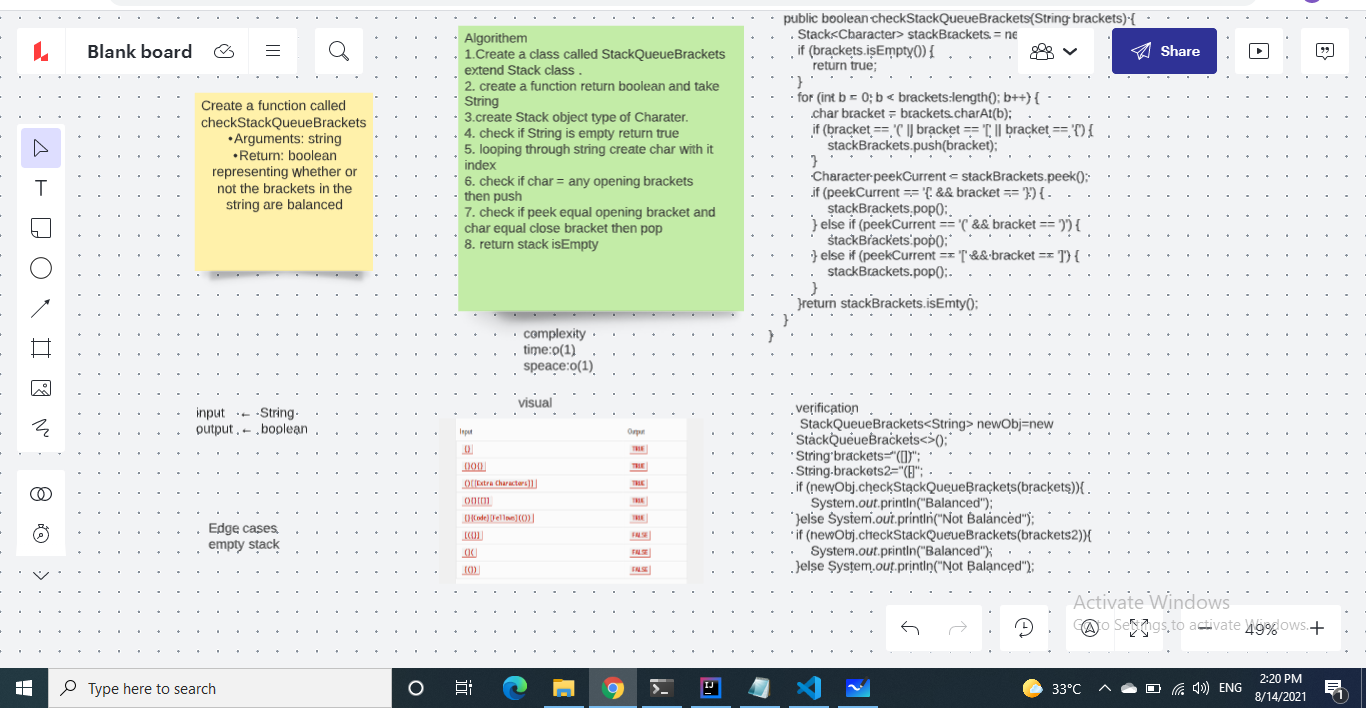 Blank board
Share
Create a function called
checkStackQueueBrackets
•Arguments: string
•Return: boolean
representing whether or
not the brackets in the
string are balanced
Algorithem
1.Create a class called StackQueueBrackets
extend Stack class .
2. create a function return boolean and take
String
3.create Stack object type of Charater.
4. check if String is empty return true
5. looping through string create char with it
index
6. check if char = any opening brackets
then push
7. check if peek equal opening bracket and
char equal close bracket then pop
8. return stack isEmpty
complexity
time:o(1)
speace:o(1)
public boolean checkStackQueueBrackets(String brackets) {
Stack<Character> stackBrackets = ne
if (brackets.isEmpty()) {
return true;
}
for (int b = 0; b < brackets.length(); b++) {
char bracket = brackets.charAt(b);
if (bracket == '(' || bracket == '[' || bracket == '{') {
stackBrackets.push(bracket);
}
Character peekCurrent = stackBrackets.peek();
if (peekCurrent == '{' && bracket == '}') {
stackBrackets.pop();
} else if (peekCurrent == '(' && bracket == ')') {
stackBrackets.pop();
} else if (peekCurrent == '[' && bracket == ']') {
stackBrackets.pop();
}
}return stackBrackets.isEmty();
}
}
input ← String
output ← boolean
Edge cases
empty stack
visual
Input Output
{} TRUE
{}(){} TRUE
()[[Extra Characters]] TRUE
(){}[[]] TRUE
{}{Code}[Fellows](()) TRUE
[({}] FALSE
(]( FALSE
{(}) FALSE
verification
StackQueueBrackets<String> newObj=new
StackQueueBrackets<>();
String brackets="([])";
String brackets2="([]";
if (newObj.checkStackQueueBrackets(brackets)){
System.out.println("Balanced");
}else System.out.println("Not Balanced");
if (newObj.checkStackQueueBrackets(brackets2)){
System.out.println("Balanced");
}else System.out.println("Not Balanced");
Activate Windows
Go to Settings to activate Windows.
49%
Type here to search
33°C
ENG
2:20 PM
8/14/2021
1